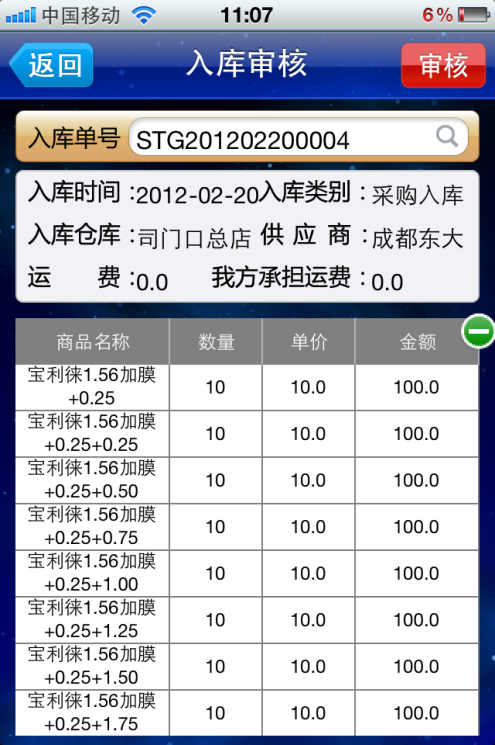 中国移动 11:07 6%
返回 入库审核 审核
入库单号 STG201202200004
入库时间:2012-02-20入库类别:采购入库
入库仓库:司门口总店 供应商:成都东大
运费:0.0 我方承担运费:0.0
商品名称 数量 单价 金额
宝利徕1.56加膜
+0.25 10 10.0 100.0
宝利徕1.56加膜
+0.25+0.25 10 10.0 100.0
宝利徕1.56加膜
+0.25+0.50 10 10.0 100.0
宝利徕1.56加膜
+0.25+0.75 10 10.0 100.0
宝利徕1.56加膜
+0.25+1.00 10 10.0 100.0
宝利徕1.56加膜
+0.25+1.25 10 10.0 100.0
宝利徕1.56加膜
+0.25+1.50 10 10.0 100.0
宝利徕1.56加膜
+0.25+1.75 10 10.0 100.0